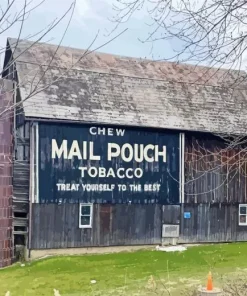 CHEW
MAIL POUCH
TOBACCO
TREAT YOURSELF TO THE BEST